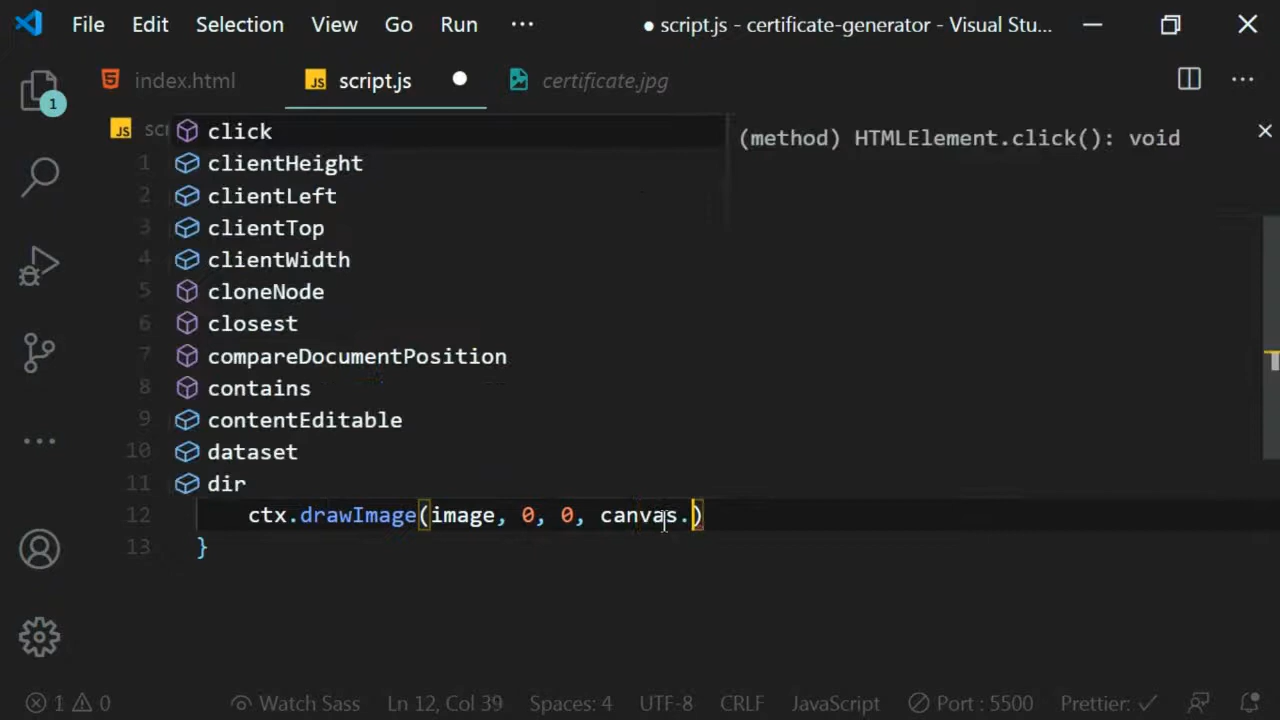 File Edit Selection View Go Run ··· ● script.js - certificate-generator - Visual Stu...
index.html script.js certificate.jpg ···
1
JS scr
click
(method) HTMLElement.click(): void
1 clientHeight
2 clientLeft
3 clientTop
4 clientWidth
5 cloneNode
6 closest
7 compareDocumentPosition
8 contains
9 contentEditable
10 dataset
11 dir
12 ctx.drawImage(image, 0, 0, canvas.)
13 }
1 0 Watch Sass Ln 12, Col 39 Spaces: 4 UTF-8 CRLF JavaScript Port : 5500 Prettier: ✓